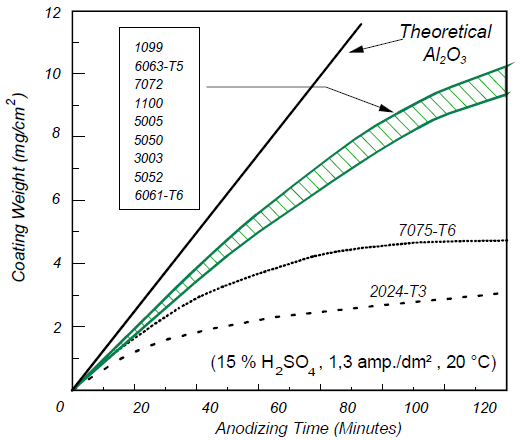 12
10
8
6
4
2
0
20
40
60
80
100
120
Coating Weight (mg/cm²)
Anodizing Time (Minutes)
1099
6063-T5
7072
1100
5005
5050
3003
5052
6061-T6
Theoretical
Al₂O₃
7075-T6
2024-T3
(15 % H₂SO₄ , 1,3 amp./dm² , 20 °C)